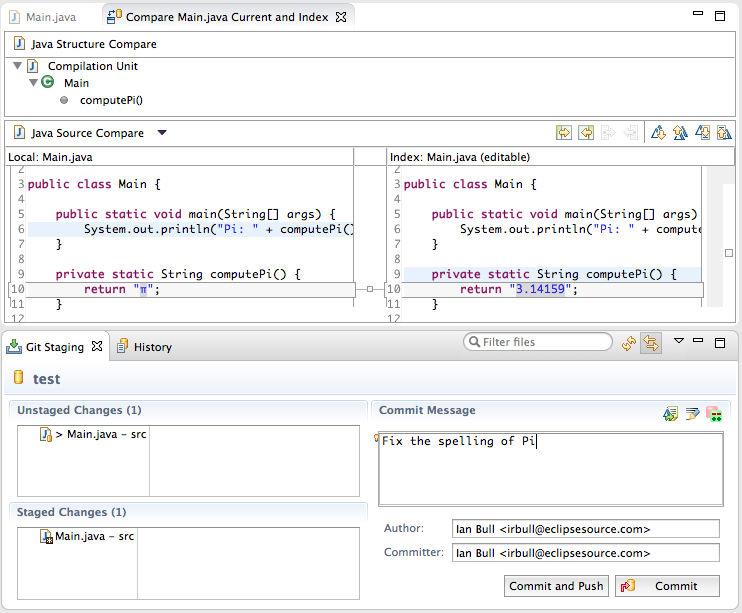 Main.java
Compare Main.java Current and Index
Java Structure Compare
Compilation Unit
Main
computePi()
Java Source Compare
Local: Main.java
2
3 public class Main {
4
5 public static void main(String[] args) {
6 System.out.println("Pi: " + computePi()
7 }
8
9 private static String computePi() {
10 return "π";
11 }
12
Index: Main.java (editable)
2
3 public class Main {
4
5 public static void main(String[] args)
6 System.out.println("Pi: " + compute
7 }
8
9 private static String computePi() {
10 return "3.14159";
11 }
12
Git Staging
History
Filter files
test
Unstaged Changes (1)
> Main.java - src
Staged Changes (1)
Main.java - src
Commit Message
Fix the spelling of Pi
Author: Ian Bull <irbull@eclipsesource.com>
Committer: Ian Bull <irbull@eclipsesource.com>
Commit and Push
Commit